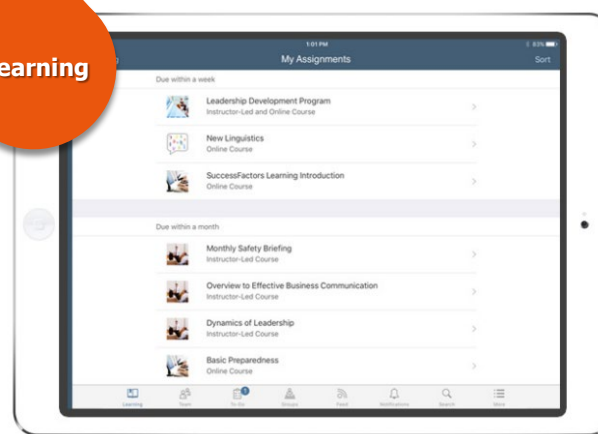 earning
1:01 PM
83%
My Assignments
Sort
Due within a week
Leadership Development Program
Instructor-Led and Online Course
New Linguistics
Online Course
SuccessFactors Learning Introduction
Online Course
Due within a month
Monthly Safety Briefing
Instructor-Led Course
Overview to Effective Business Communication
Instructor-Led Course
Dynamics of Leadership
Instructor-Led Course
Basic Preparedness
Online Course
Learning Team To-Do Groups Feed Notifications Search More